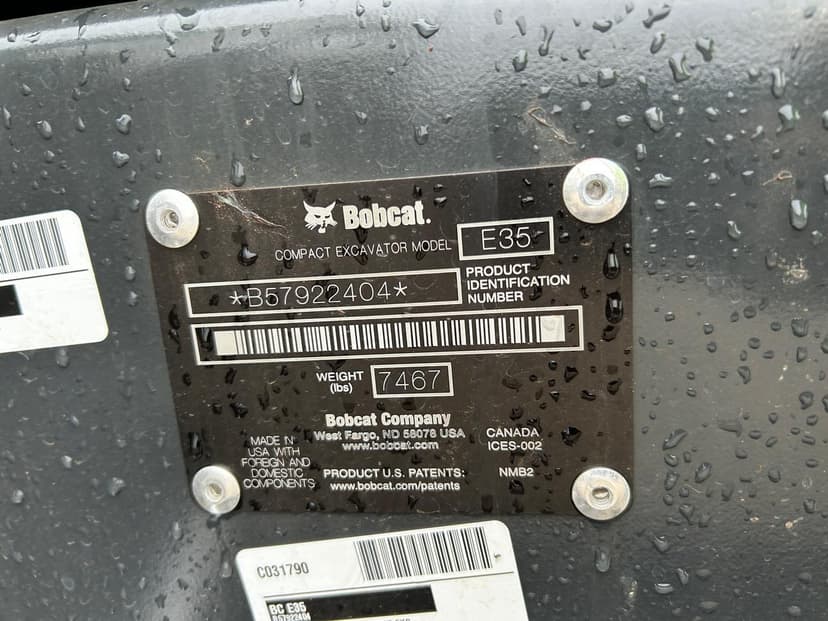 Bobcat.
COMPACT EXCAVATOR MODEL E35
*B57922404*
PRODUCT
IDENTIFICATION
NUMBER
WEIGHT
(lbs)
7467
Bobcat Company
West Fargo, ND 58078 USA
www.bobcat.com
MADE IN
USA WITH
FOREIGN AND
DOMESTIC
COMPONENTS
CANADA
ICES-002
PRODUCT U.S. PATENTS:
www.bobcat.com/patents
NMB2
C031790
BC E35
B57922404